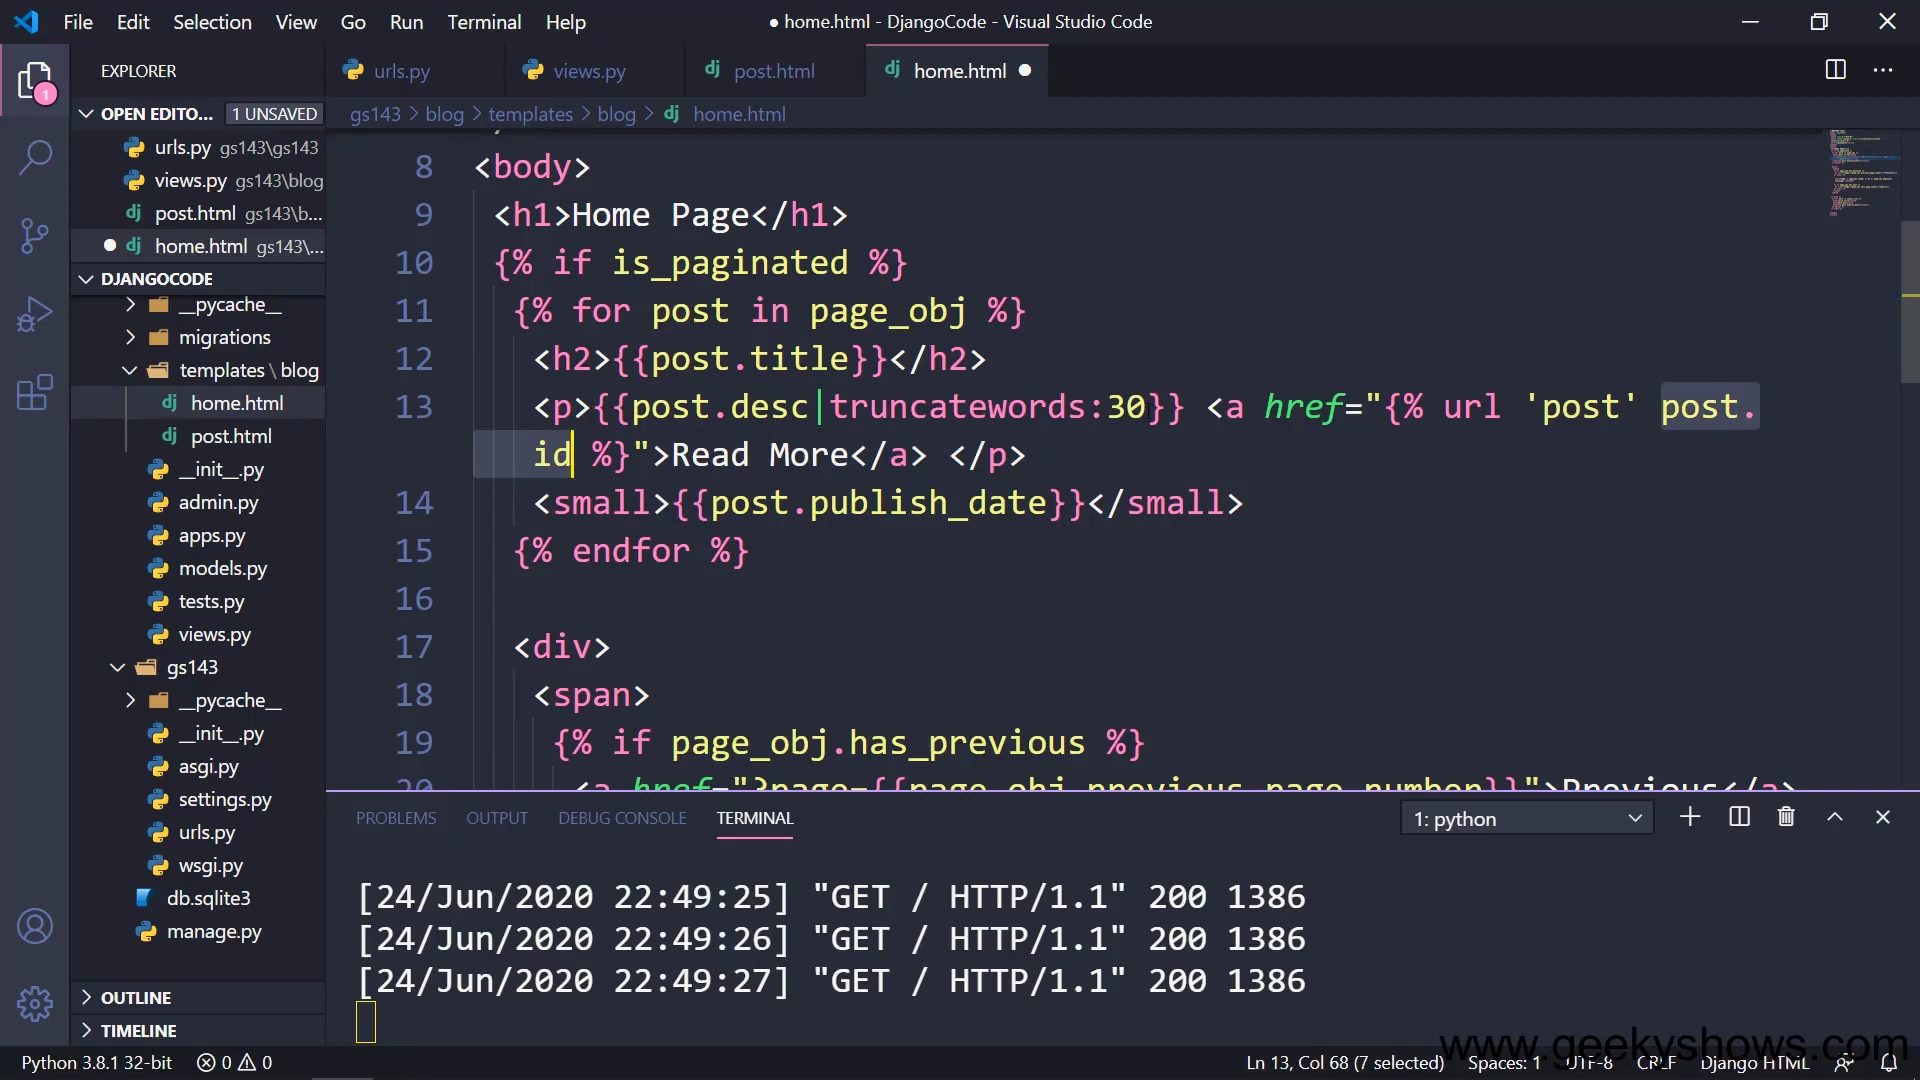 File Edit Selection View Go Run Terminal Help
● home.html - DjangoCode - Visual Studio Code
EXPLORER
urls.py
views.py
post.html
home.html ●
1
OPEN EDITO... 1 UNSAVED
gs143 > blog > templates > blog > home.html
urls.py gs143\gs143
views.py gs143\blog
post.html gs143\b...
● home.html gs143\...
DJANGOCODE
__pycache__
migrations
templates \ blog
home.html
post.html
__init__.py
admin.py
apps.py
models.py
tests.py
views.py
gs143
__pycache__
__init__.py
asgi.py
settings.py
urls.py
wsgi.py
db.sqlite3
manage.py
OUTLINE
TIMELINE
8 <body>
9 <h1>Home Page</h1>
10 {% if is_paginated %}
11 {% for post in page_obj %}
12 <h2>{{post.title}}</h2>
13 <p>{{post.desc|truncatewords:30}} <a href="{% url 'post' post.
id %}">Read More</a> </p>
14 <small>{{post.publish_date}}</small>
15 {% endfor %}
16
17 <div>
18 <span>
19 {% if page_obj.has_previous %}
20 <a href="?page={{page_obj.previous_page_number}}">Previous</a>
PROBLEMS OUTPUT DEBUG CONSOLE TERMINAL
1: python
[24/Jun/2020 22:49:25] "GET / HTTP/1.1" 200 1386
[24/Jun/2020 22:49:26] "GET / HTTP/1.1" 200 1386
[24/Jun/2020 22:49:27] "GET / HTTP/1.1" 200 1386
www.geekyshows.com
Python 3.8.1 32-bit 0 0
Ln 13, Col 68 (7 selected) Spaces: 1 UTF-8 CRLF Django HTML